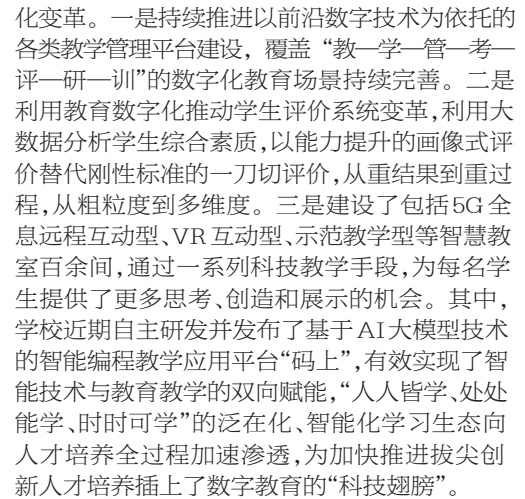 化变革。一是持续推进以前沿数字技术为依托的
各类教学管理平台建设，覆盖“教—学—管—考—
评—研—训”的数字化教育场景持续完善。二是
利用教育数字化推动学生评价系统变革，利用大
数据分析学生综合素质，以能力提升的画像式评
价替代刚性标准的一刀切评价，从重结果到重过
程，从粗粒度到多维度。三是建设了包括5G全
息远程互动型、VR互动型、示范教学型等智慧教
室百余间，通过一系列科技教学手段，为每名学
生提供了更多思考、创造和展示的机会。其中，
学校近期自主研发并发布了基于AI大模型技术
的智能编程教学应用平台“码上”，有效实现了智
能技术与教育教学的双向赋能，“人人皆学、处处
能学、时时可学”的泛在化、智能化学习生态向
人才培养全过程加速渗透，为加快推进拔尖创
新人才培养插上了数字教育的“科技翅膀”。